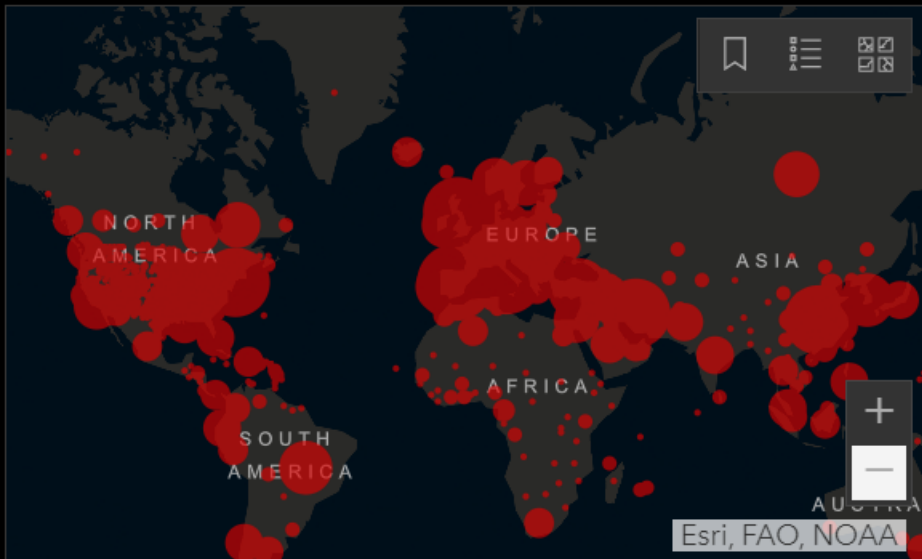 NORTH
AMERICA
EUROPE
ASIA
AFRICA
SOUTH
AMERICA
AUSTRA
Esri, FAO, NOAA